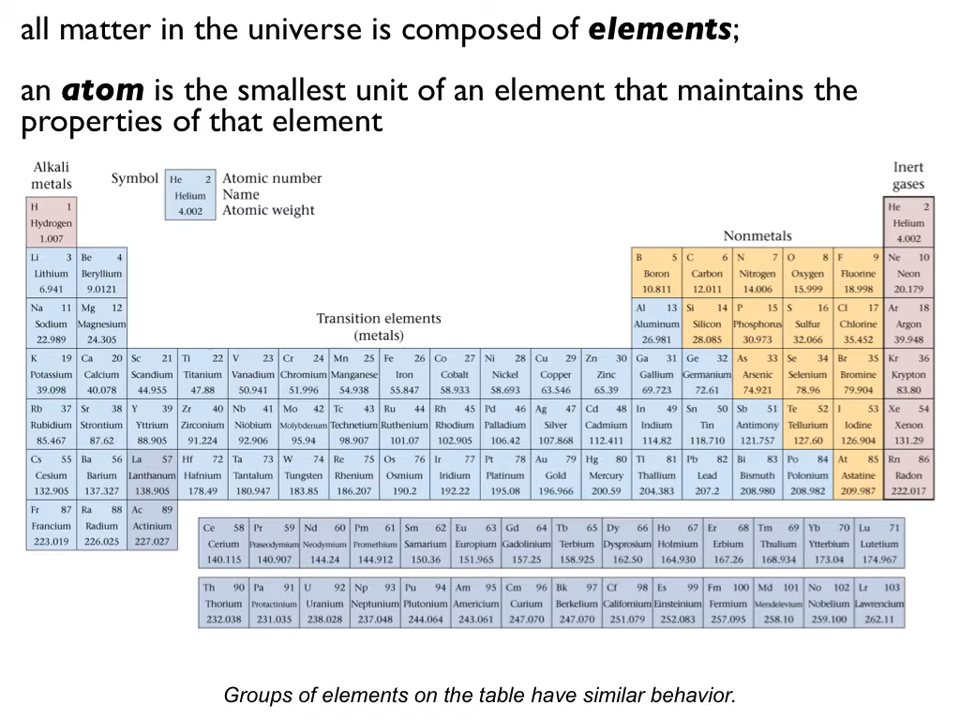 all matter in the universe is composed of elements;
an atom is the smallest unit of an element that maintains the
properties of that element
Alkali
metals
Symbol
He 2
Helium
4.002
Atomic number
Name
Atomic weight
Inert
gases
H 1 He 2
Hydrogen Helium
1.007 4.002
Nonmetals
Li 3 Be 4 B 5 C 6 N 7 O 8 F 9 Ne 10
Lithium Beryllium Boron Carbon Nitrogen Oxygen Fluorine Neon
6.941 9.0121 10.811 12.011 14.006 15.999 18.998 20.179
Na 11 Mg 12 Al 13 Si 14 P 15 S 16 Cl 17 Ar 18
Sodium Magnesium Aluminum Silicon Phosphorus Sulfur Chlorine Argon
22.989 24.305 26.981 28.085 30.973 32.066 35.452 39.948
Transition elements
(metals)
K 19 Ca 20 Sc 21 Ti 22 V 23 Cr 24 Mn 25 Fe 26 Co 27 Ni 28 Cu 29 Zn 30 Ga 31 Ge 32 As 33 Se 34 Br 35 Kr 36
Potassium Calcium Scandium Titanium Vanadium Chromium Manganese Iron Cobalt Nickel Copper Zinc Gallium Germanium Arsenic Selenium Bromine Krypton
39.098 40.078 44.955 47.88 50.941 51.996 54.938 55.847 58.933 58.693 63.546 65.39 69.723 72.61 74.921 78.96 79.904 83.80
Rb 37 Sr 38 Y 39 Zr 40 Nb 41 Mo 42 Tc 43 Ru 44 Rh 45 Pd 46 Ag 47 Cd 48 In 49 Sn 50 Sb 51 Te 52 I 53 Xe 54
Rubidium Strontium Yttrium Zirconium Niobium Molybdenum Technetium Ruthenium Rhodium Palladium Silver Cadmium Indium Tin Antimony Tellurium Iodine Xenon
85.467 87.62 88.905 91.224 92.906 95.94 98.907 101.07 102.905 106.42 107.868 112.411 114.82 118.710 121.757 127.60 126.904 131.29
Cs 55 Ba 56 La 57 Hf 72 Ta 73 W 74 Re 75 Os 76 Ir 77 Pt 78 Au 79 Hg 80 Tl 81 Pb 82 Bi 83 Po 84 At 85 Rn 86
Cesium Barium Lanthanum Hafnium Tantalum Tungsten Rhenium Osmium Iridium Platinum Gold Mercury Thallium Lead Bismuth Polonium Astatine Radon
132.905 137.327 138.905 178.49 180.947 183.85 186.207 190.2 192.22 195.08 196.966 200.59 204.383 207.2 208.980 208.982 209.987 222.017
Fr 87 Ra 88 Ac 89
Francium Radium Actinium
223.019 226.025 227.027
Ce 58 Pr 59 Nd 60 Pm 61 Sm 62 Eu 63 Gd 64 Tb 65 Dy 66 Ho 67 Er 68 Tm 69 Yb 70 Lu 71
Cerium Praseodymium Neodymium Promethium Samarium Europium Gadolinium Terbium Dysprosium Holmium Erbium Thulium Ytterbium Lutetium
140.115 140.907 144.24 144.912 150.36 151.965 157.25 158.925 162.50 164.930 167.26 168.934 173.04 174.967
Th 90 Pa 91 U 92 Np 93 Pu 94 Am 95 Cm 96 Bk 97 Cf 98 Es 99 Fm 100 Md 101 No 102 Lr 103
Thorium Protactinium Uranium Neptunium Plutonium Americium Curium Berkelium Californium Einsteinium Fermium Mendelevium Nobelium Lawrencium
232.038 231.035 238.028 237.048 244.064 243.061 247.070 247.070 251.079 252.083 257.095 258.10 259.100 262.11
Groups of elements on the table have similar behavior.